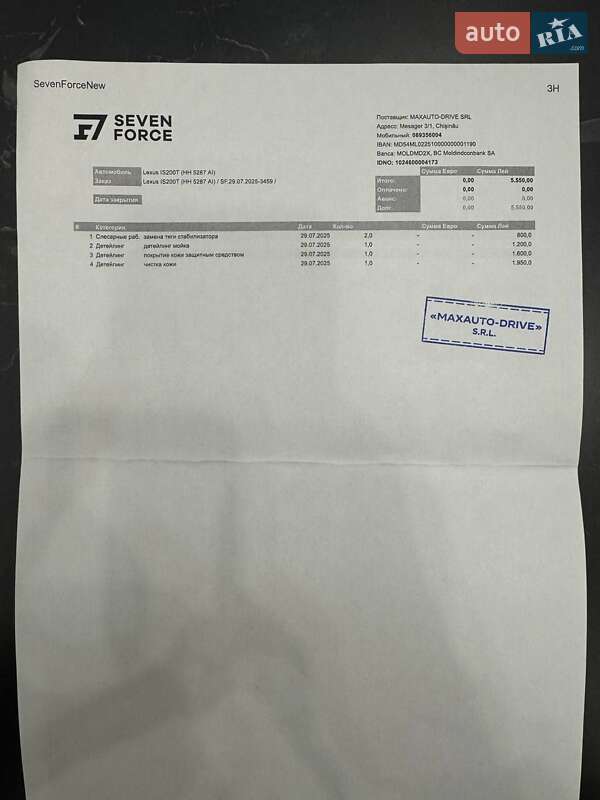 auto RIA .com
SevenForceNew
3H
SEVEN
FORCE
Поставщик: MAXAUTO-DRIVE SRL
Адресс: Mesager 3/1, Chișinău
Мобильный: 069356004
IBAN: MD54ML022510000000001190
Банка: MOLDMD2X, BC Moldindconbank SA
IDNO: 1024600004173
Автомобиль Lexus IS200T (HH 5287 AI)
Заказ Lexus IS200T (HH 5287 AI) / SF:29.07.2025-3459 /
Дата закрытия
Сумма Евро Сумма Лей
Итого: 0,00 5.550,00
Оплачено: 0,00 0,00
Аванс: 0,00 0,00
Долг: 0,00 5.550,00
# Категория Дата Кол-во Сумма Евро Сумма Лей
1 Слесарные раб. замена тяги стабилизатора 29.07.2025 2,0 - - 800,0
2 Детейлинг детейлинг мойка 29.07.2025 1,0 - - 1.200,0
3 Детейлинг покрытие кожи защитным средством 29.07.2025 1,0 - - 1.600,0
4 Детейлинг чистка кожи 29.07.2025 1,0 - - 1.950,0
«MAXAUTO-DRIVE»
S.R.L.